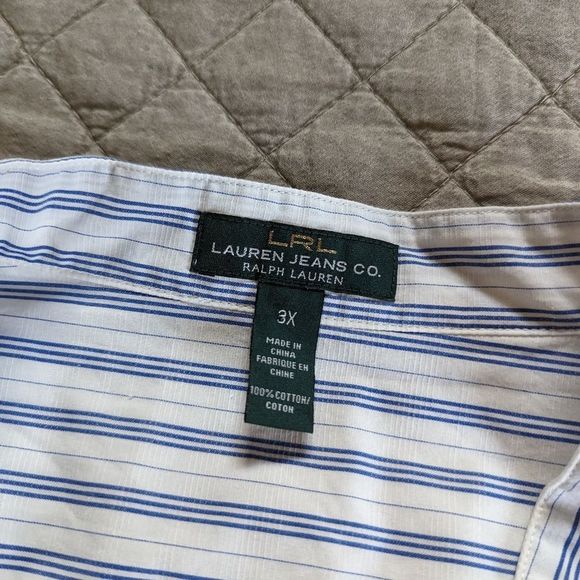 LRL
LAUREN JEANS CO.
RALPH LAUREN
3X
MADE IN
CHINA
FABRIQUE EN
CHINE
100% COTTON/
COTON